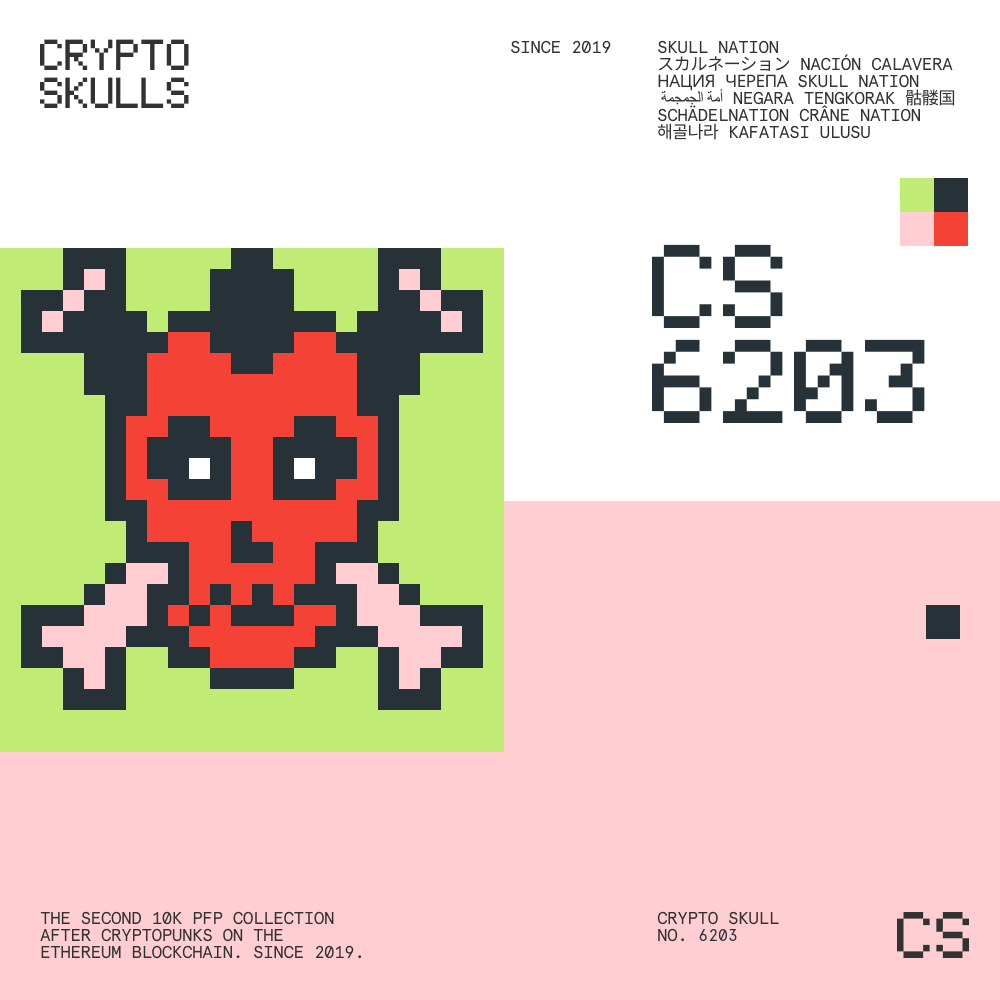 CRYPTO
SKULLS
SINCE 2019
SKULL NATION
スカルネーション NACIÓN CALAVERA
НАЦИЯ ЧЕРЕПА SKULL NATION
أمة الجمجمة NEGARA TENGKORAK 骷髅国
SCHÄDELNATION CRÂNE NATION
해골나라 KAFATASI ULUSU
CS
6203
THE SECOND 10K PFP COLLECTION
AFTER CRYPTOPUNKS ON THE
ETHEREUM BLOCKCHAIN. SINCE 2019.
CRYPTO SKULL
NO. 6203
CS